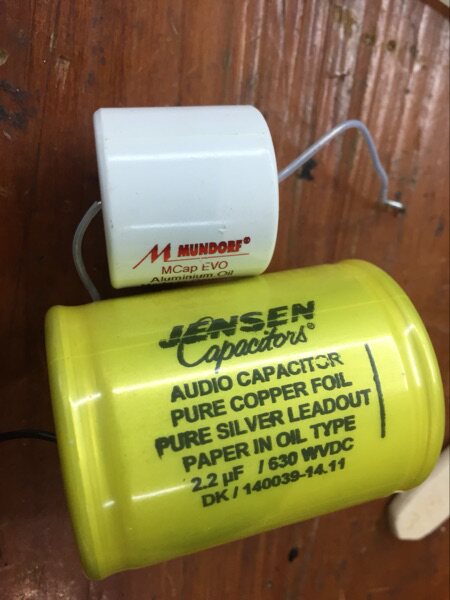 MUNDORF®
MCap EVO
Aluminium Oil
JENSEN
Capacitors®
AUDIO CAPACITOR
PURE COPPER FOIL
PURE SILVER LEADOUT
PAPER IN OIL TYPE
2.2 µF / 630 WVDC
DK / 140039-14.11